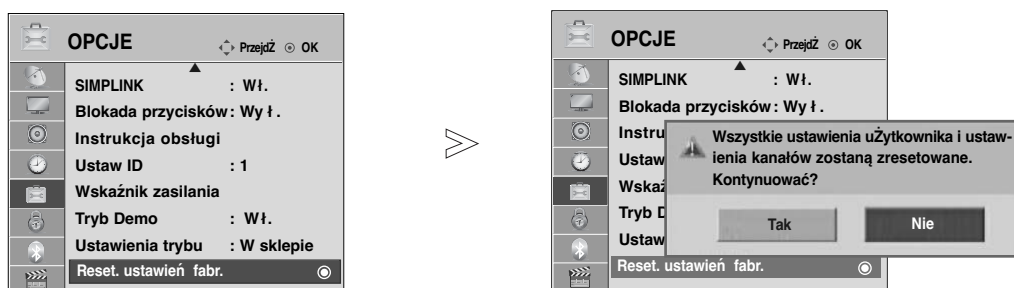 OPCJE
PrzejdŹ OK
SIMPLINK : Wł.
Blokada przycisków : Wy ł .
Instrukcja obsługi
Ustaw ID : 1
Wskaźnik zasilania
Tryb Demo : Wł.
Ustawienia trybu : W sklepie
Reset. ustawień fabr.
OPCJE
PrzejdŹ OK
SIMPLINK : Wł.
Blokada przycisków : Wy ł .
Instru
Ustaw
Wskaź
Tryb D
Ustaw
Reset. ustawień fabr.
Wszystkie ustawienia uŻytkownika i ustaw-
ienia kanałów zostaną zresetowane.
Kontynuować?
Tak Nie